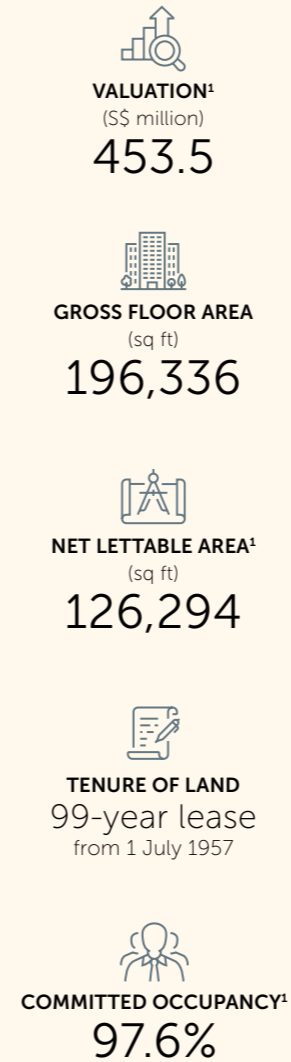 VALUATION¹
(S$ million)
453.5
GROSS FLOOR AREA
(sq ft)
196,336
NET LETTABLE AREA¹
(sq ft)
126,294
TENURE OF LAND
99-year lease
from 1 July 1957
COMMITTED OCCUPANCY¹
97.6%